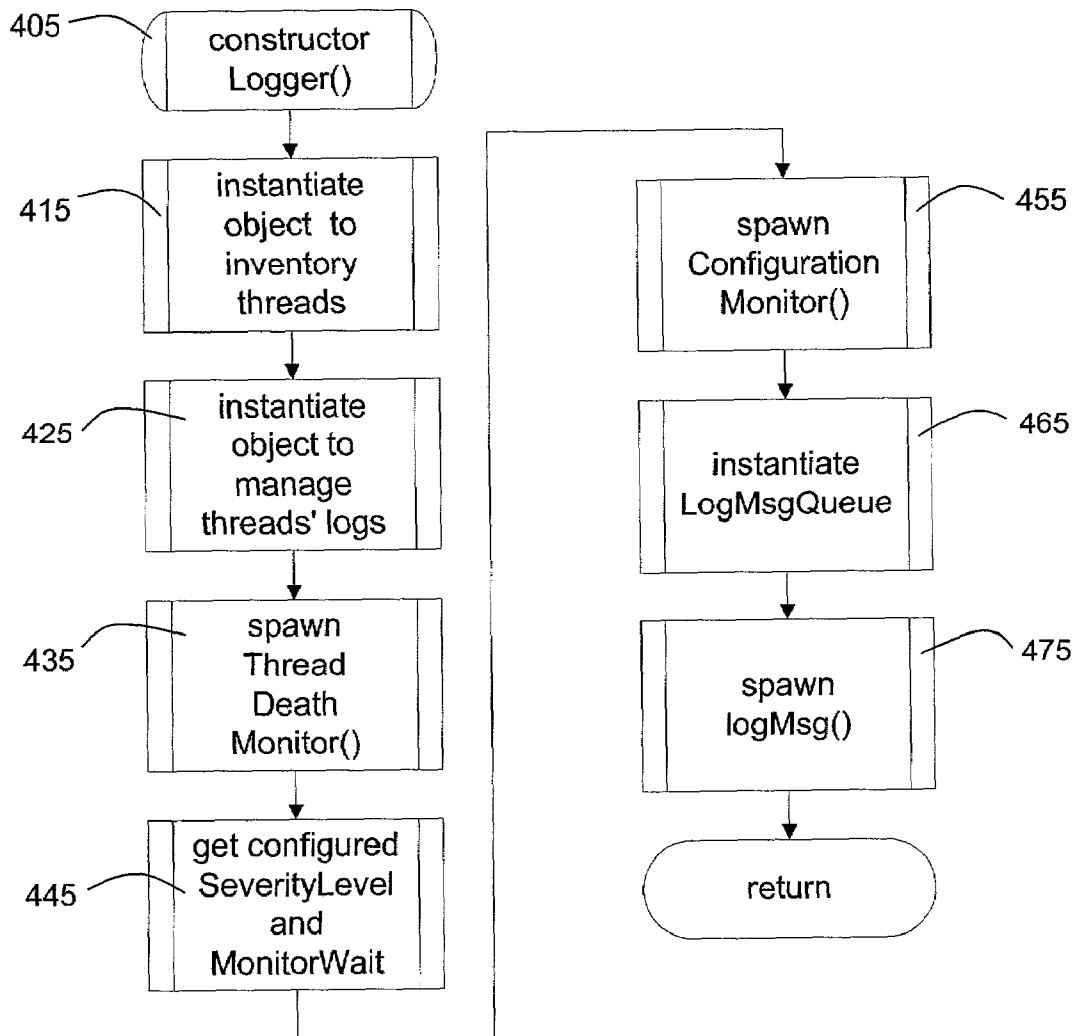 405
constructor
Logger()
415
instantiate
object to
inventory
threads
425
instantiate
object to
manage
threads' logs
435
spawn
Thread
Death
Monitor()
445
get configured
SeverityLevel
and
MonitorWait
455
spawn
Configuration
Monitor()
465
instantiate
LogMsgQueue
475
spawn
logMsg()
return